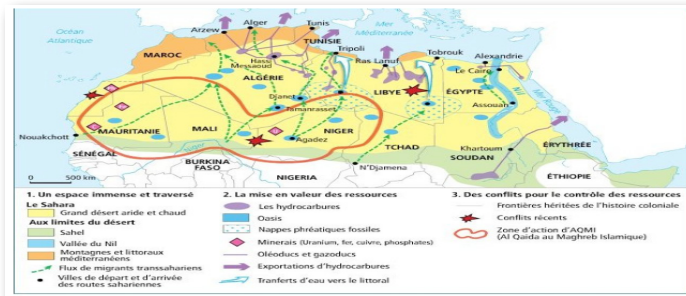 Océan
Atlantique
Mer
Méditerranée
Arzew
Alger
Tunis
TUNISIE
MAROC
Tripoli
Hassi
Messaoud
Ras Lanuf
Tobrouk
Alexandrie
Le Caire
ALGÉRIE
LIBYE
ÉGYPTE
Djanet
Tamanrasset
Assouan
Nil
Mer Rouge
Nouakchott
MAURITANIE
MALI
NIGER
Agadez
TCHAD
Khartoum
SOUDAN
ÉRYTHRÉE
SÉNÉGAL
BURKINA
FASO
NIGERIA
N'Djamena
ÉTHIOPIE
0 500 km
1. Un espace immense et traversé
Le Sahara
Grand désert aride et chaud
Aux limites du désert
Sahel
Vallée du Nil
Montagnes et littoraux
méditerranéens
Flux de migrants transsahariens
Villes de départ et d'arrivée
des routes sahariennes
2. La mise en valeur des ressources
Les hydrocarbures
Oasis
Nappes phréatiques fossiles
Minerais (Uranium, fer, cuivre, phosphates)
Oléoducs et gazoducs
Exportations d'hydrocarbures
Tranferts d'eau vers le littoral
3. Des conflits pour le contrôle des ressources
Frontières héritées de l'histoire coloniale
Conflits récents
Zone d'action d'AQMI
(Al Qaida au Maghreb Islamique)